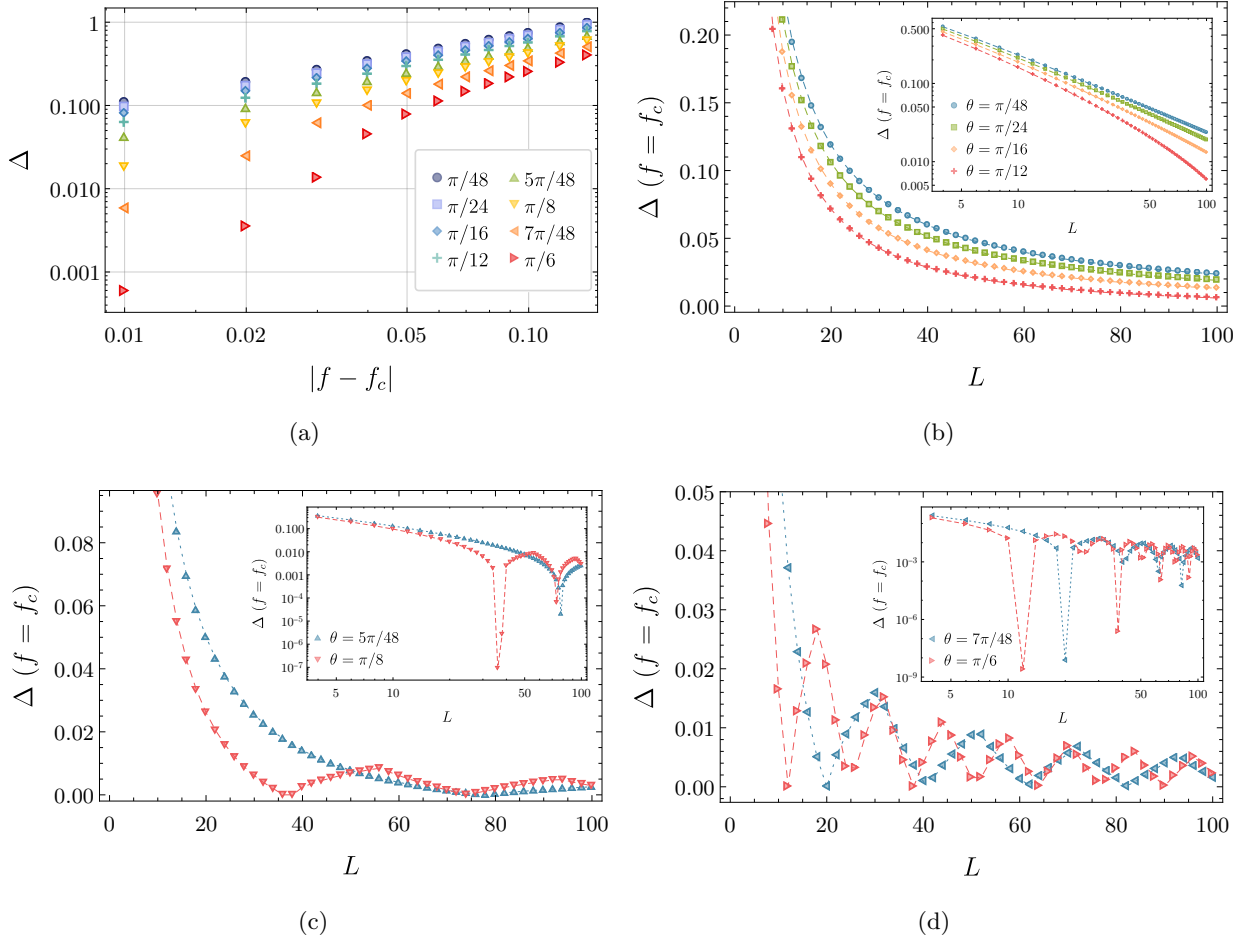 1
0.100
0.010
0.001
Δ
0.01 0.02 0.05 0.10
|f − f_c|
π/48 5π/48
π/24 π/8
π/16 7π/48
π/12 π/6
(a)
0.20
0.15
0.10
0.05
0.00
Δ (f = f_c)
0 20 40 60 80 100
L
0.500
0.100
0.050
0.010
0.005
Δ (f = f_c)
5 10 50 100
L
θ = π/48
θ = π/24
θ = π/16
θ = π/12
(b)
0.08
0.06
0.04
0.02
0.00
Δ (f = f_c)
0 20 40 60 80 100
L
0.100
0.010
0.001
10⁻⁴
10⁻⁵
10⁻⁶
10⁻⁷
Δ (f = f_c)
5 10 50 100
L
θ = 5π/48
θ = π/8
(c)
0.05
0.04
0.03
0.02
0.01
0.00
Δ (f = f_c)
0 20 40 60 80 100
L
10⁻³
10⁻⁶
10⁻⁹
Δ (f = f_c)
5 10 50 100
L
θ = 7π/48
θ = π/6
(d)